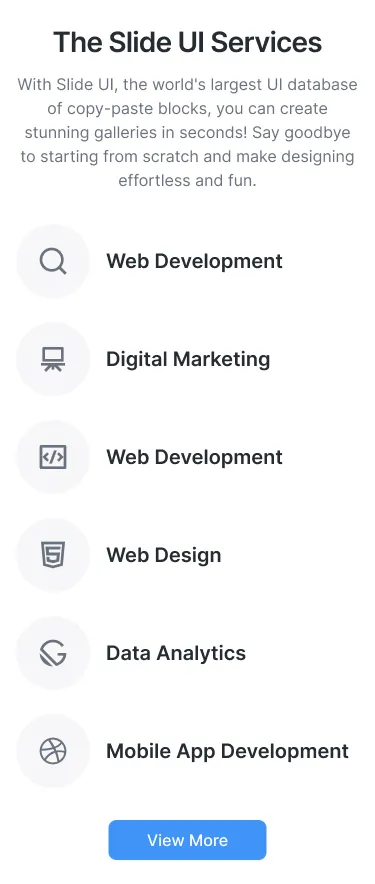 The Slide UI Services
With Slide UI, the world's largest UI database
of copy-paste blocks, you can create
stunning galleries in seconds! Say goodbye
to starting from scratch and make designing
effortless and fun.
Web Development
Digital Marketing
Web Development
Web Design
Data Analytics
Mobile App Development
View More